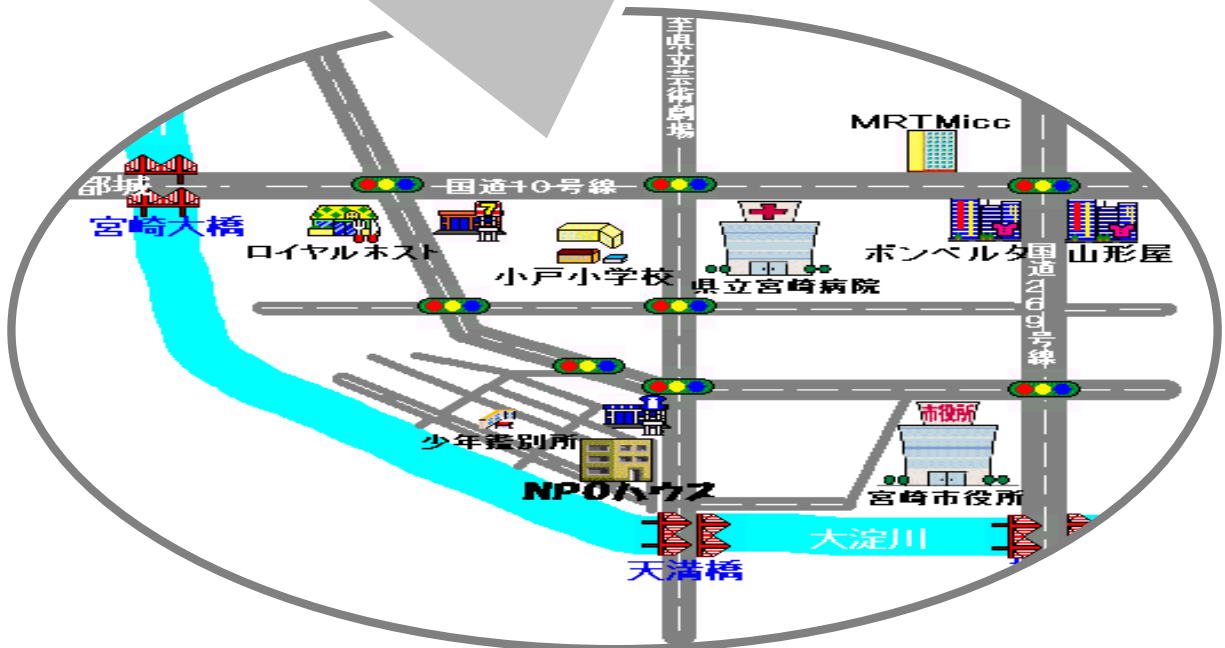 至県立芸術劇場
MRTMicc
都城
国道10号線
宮崎大橋
ロイヤルホスト
7
小戸小学校
県立宮崎病院
ボンベルタ
山形屋
国道269号線
市役所
少年鑑別所
NPOハウス
宮崎市役所
大淀川
天満橋